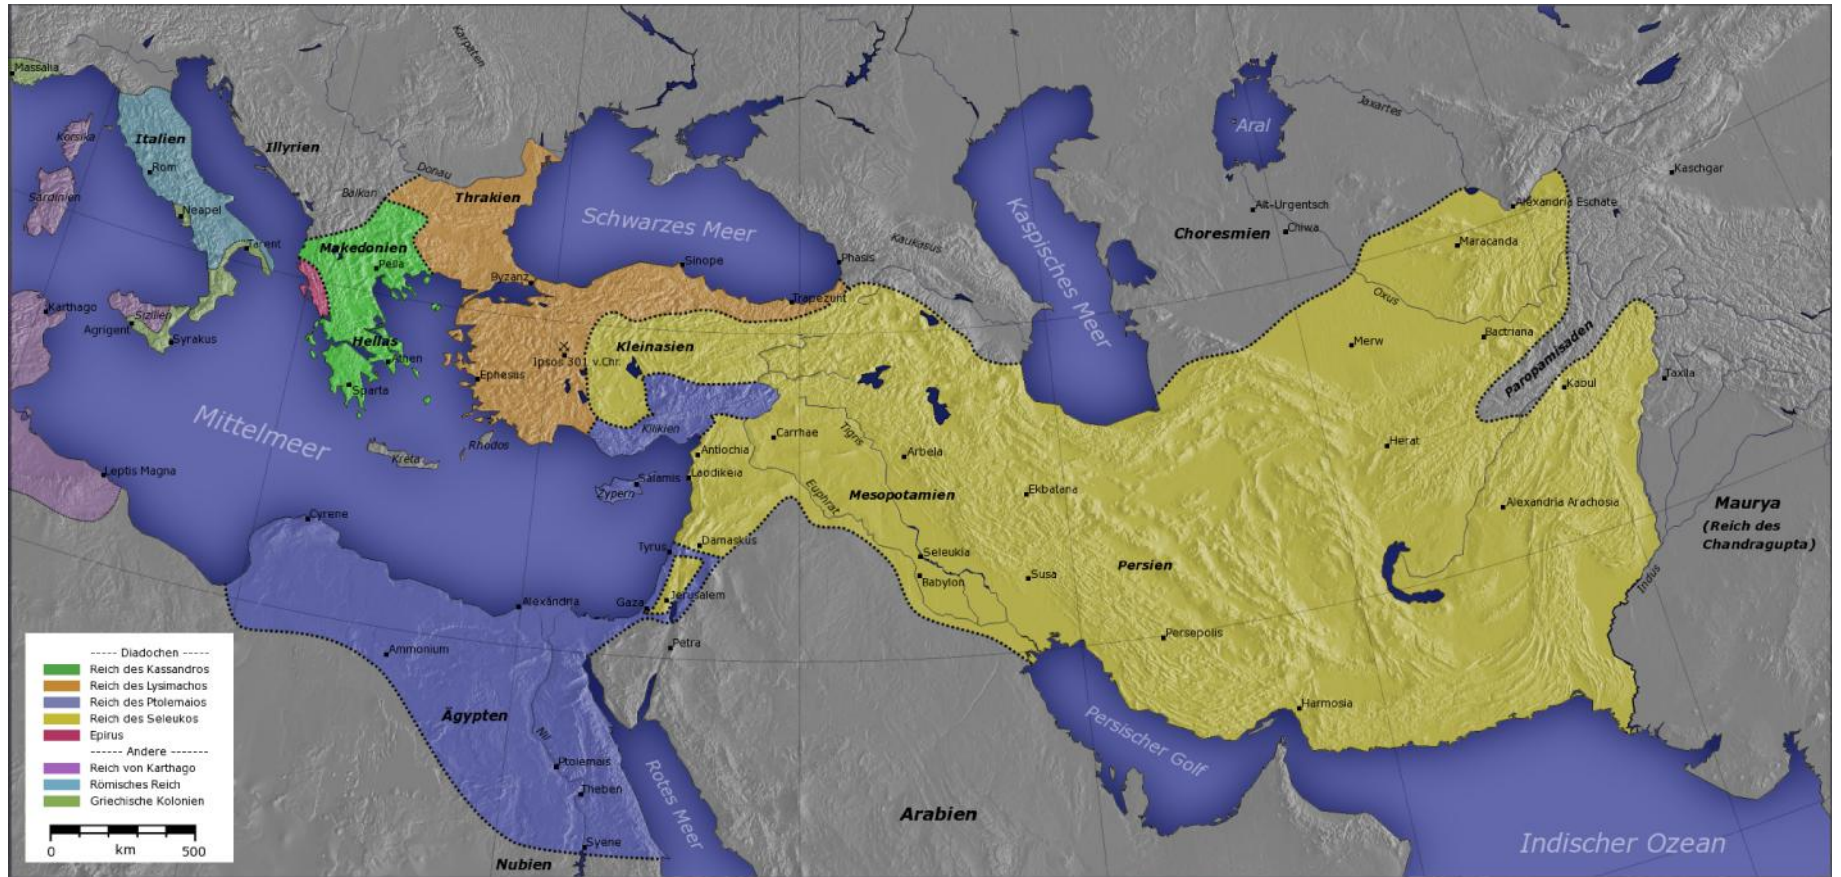 Massalia
Karpaten
Korsika
Italien
Rom
Illyrien
Sardinien
Neapel
Tarent
Balkan
Donau
Thrakien
Makedonien
Pella
Byzanz
Schwarzes Meer
Sinope
Phasis
Trapezunt
Kaukasus
Kaspisches Meer
Aral
Jaxartes
Kaschgar
Alt-Urgentsch
Chiwa
Choresmien
Alexandria Eschate
Maracanda
Oxus
Karthago
Sizilien
Agrigent
Syrakus
Hellas
Athen
Sparta
Ipsos 301 v.Chr.
Ephesus
Kleinasien
Merw
Bactriana
Paropamisaden
Kabul
Taxila
Mittelmeer
Kreta
Rhodos
Kilikien
Carrhae
Tigris
Antiochia
Arbela
Herat
Leptis Magna
Salamis
Zypern
Laodikeia
Euphrat
Mesopotamien
Ekbatana
Alexandria Arachosia
Maurya
(Reich des
Chandragupta)
Cyrene
Tyrus
Damaskus
Seleukia
Babylon
Susa
Persien
Indus
Alexandria
Gaza
Jerusalem
Petra
Persepolis
Ammonium
Ägypten
Nil
Harmosia
Persischer Golf
Ptolemais
Theben
Rotes Meer
Arabien
Syene
Nubien
Indischer Ozean
Diadochen
Reich des Kassandros
Reich des Lysimachos
Reich des Ptolemaios
Reich des Seleukos
Epirus
Andere
Reich von Karthago
Römisches Reich
Griechische Kolonien
0 km 500